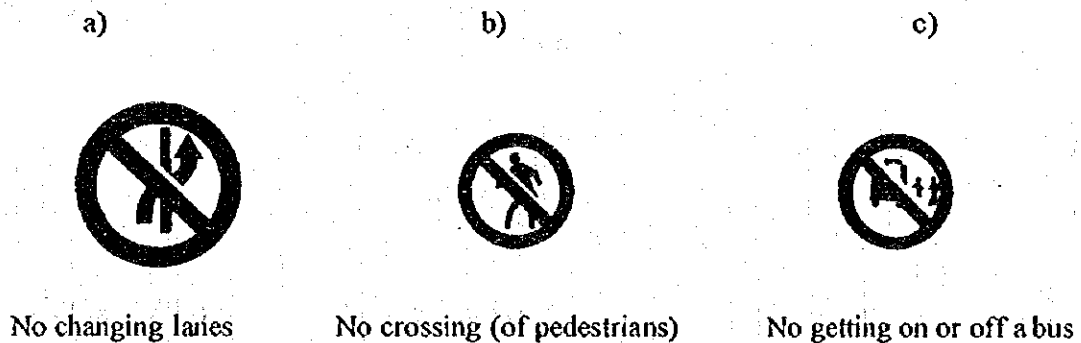 a) b) c)
No changing lanes No crossing (of pedestrians) No getting on or off a bus